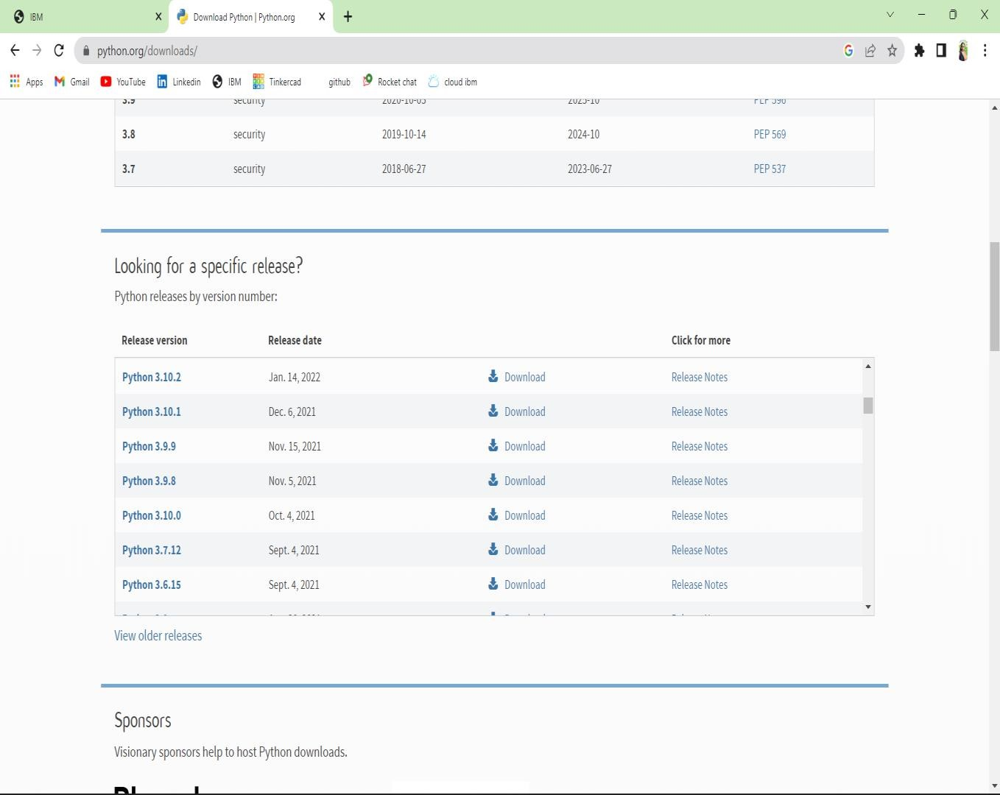 IBM
Download Python | Python.org
python.org/downloads/
Apps Gmail YouTube Linkedin IBM Tinkercad github Rocket chat cloud ibm
3.9 security 2020-10-05 2025-10 PEP 596
3.8 security 2019-10-14 2024-10 PEP 569
3.7 security 2018-06-27 2023-06-27 PEP 537
Looking for a specific release?
Python releases by version number:
Release version Release date Click for more
Python 3.10.2 Jan. 14, 2022 Download Release Notes
Python 3.10.1 Dec. 6, 2021 Download Release Notes
Python 3.9.9 Nov. 15, 2021 Download Release Notes
Python 3.9.8 Nov. 5, 2021 Download Release Notes
Python 3.10.0 Oct. 4, 2021 Download Release Notes
Python 3.7.12 Sept. 4, 2021 Download Release Notes
Python 3.6.15 Sept. 4, 2021 Download Release Notes
View older releases
Sponsors
Visionary sponsors help to host Python downloads.